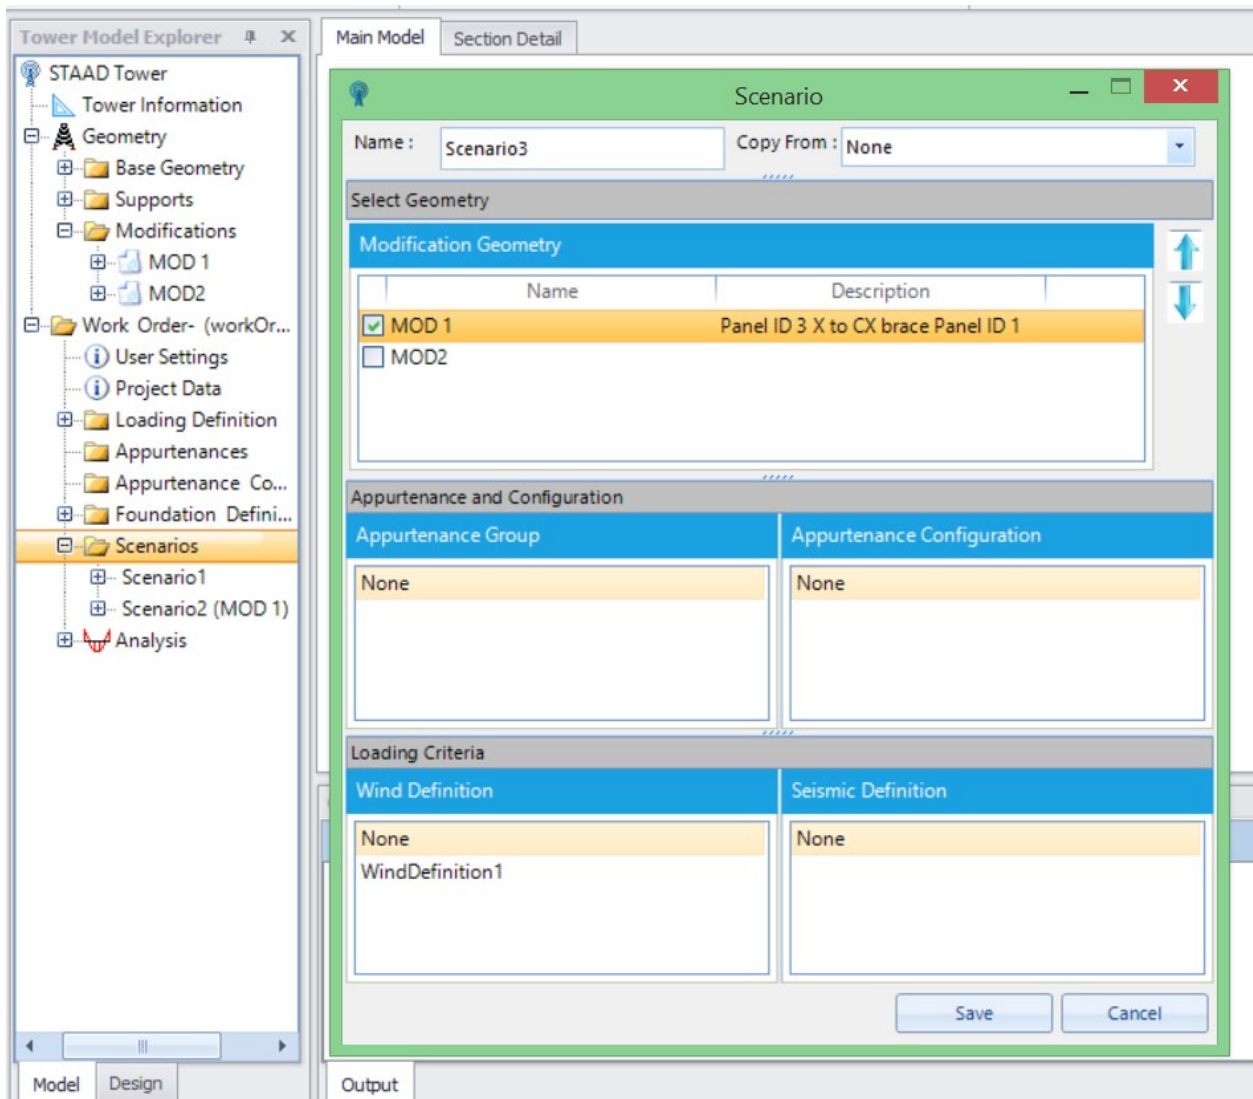 Tower Model Explorer
STAAD Tower
Tower Information
Geometry
Base Geometry
Supports
Modifications
MOD 1
MOD2
Work Order- (workOr...
User Settings
Project Data
Loading Definition
Appurtenances
Appurtenance Co...
Foundation Defini...
Scenarios
Scenario1
Scenario2 (MOD 1)
Analysis
Model Design
Main Model Section Detail
Scenario
Name : Scenario3 Copy From : None
Select Geometry
Modification Geometry
Name Description
MOD 1 Panel ID 3 X to CX brace Panel ID 1
MOD2
Appurtenance and Configuration
Appurtenance Group Appurtenance Configuration
None None
Loading Criteria
Wind Definition Seismic Definition
None None
WindDefinition1
Save Cancel
Output